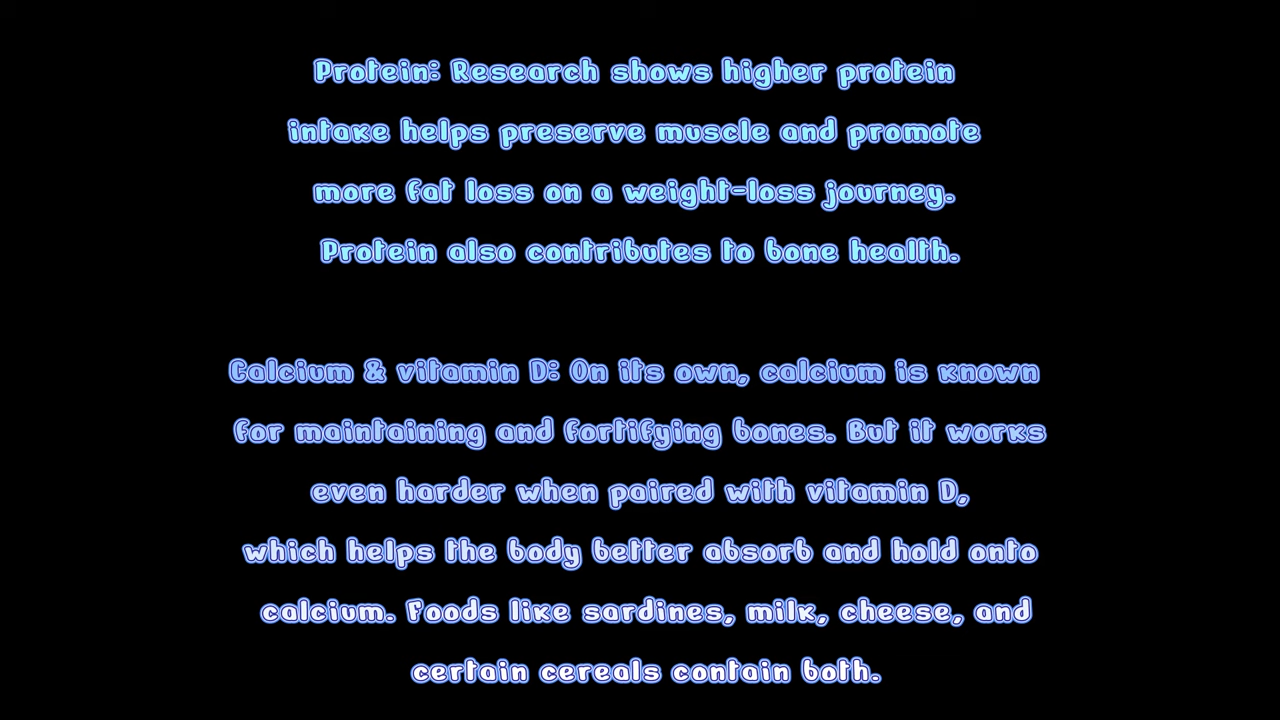 Protein: Research shows higher protein
intake helps preserve muscle and promote
more fat loss on a weight-loss journey.
Protein also contributes to bone health.
Calcium & vitamin D: On its own, calcium is known
for maintaining and fortifying bones. But it works
even harder when paired with vitamin D,
which helps the body better absorb and hold onto
calcium. Foods like sardines, milk, cheese, and
certain cereals contain both.